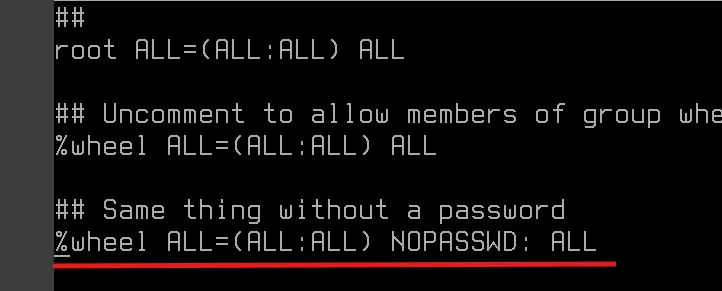 ##
root ALL=(ALL:ALL) ALL
## Uncomment to allow members of group whe
%wheel ALL=(ALL:ALL) ALL
## Same thing without a password
%wheel ALL=(ALL:ALL) NOPASSWD: ALL